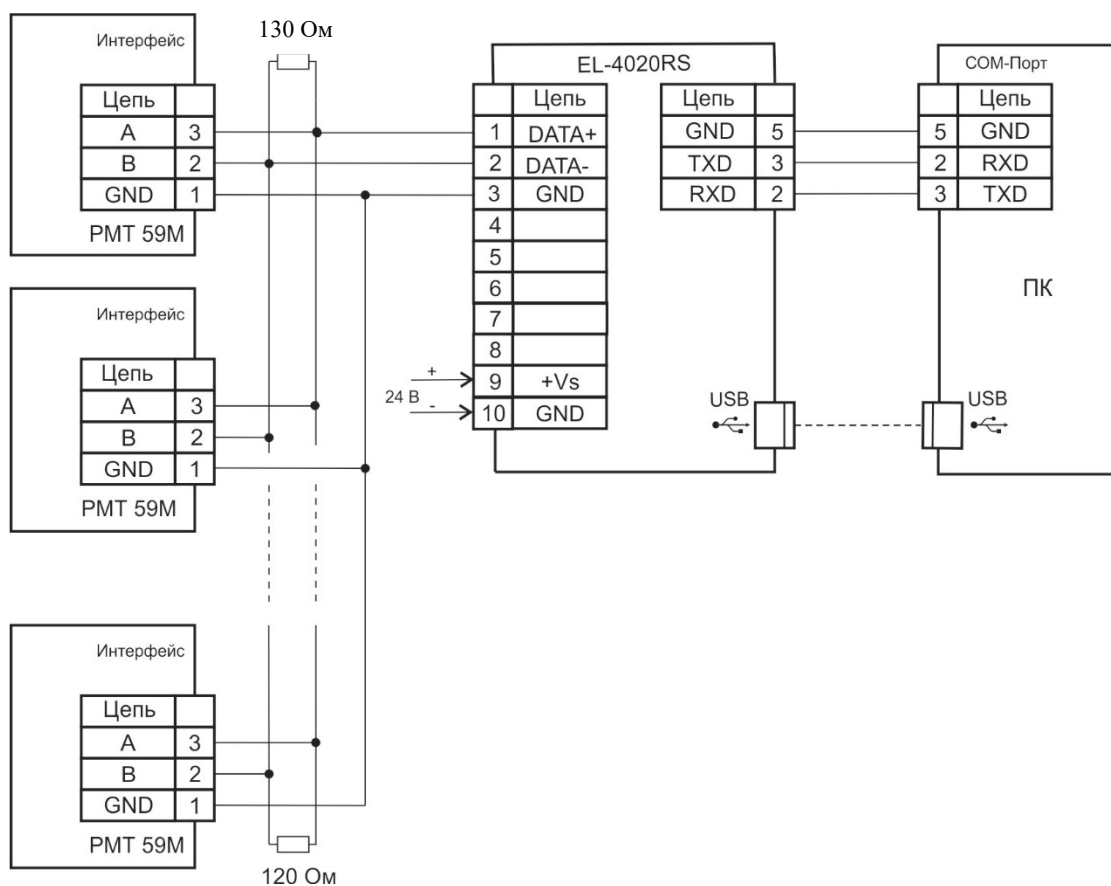 130 Ом
Интерфейс
Цепь
A 3
B 2
GND 1
РМТ 59М
EL-4020RS
Цепь
1 DATA+
2 DATA-
3 GND
4
5
6
7
8
9 +Vs
10 GND
+
24 В
-
Цепь
GND 5
TXD 3
RXD 2
USB
COM-Порт
Цепь
5 GND
2 RXD
3 TXD
ПК
USB
Интерфейс
Цепь
A 3
B 2
GND 1
РМТ 59М
Интерфейс
Цепь
A 3
B 2
GND 1
РМТ 59М
120 Ом